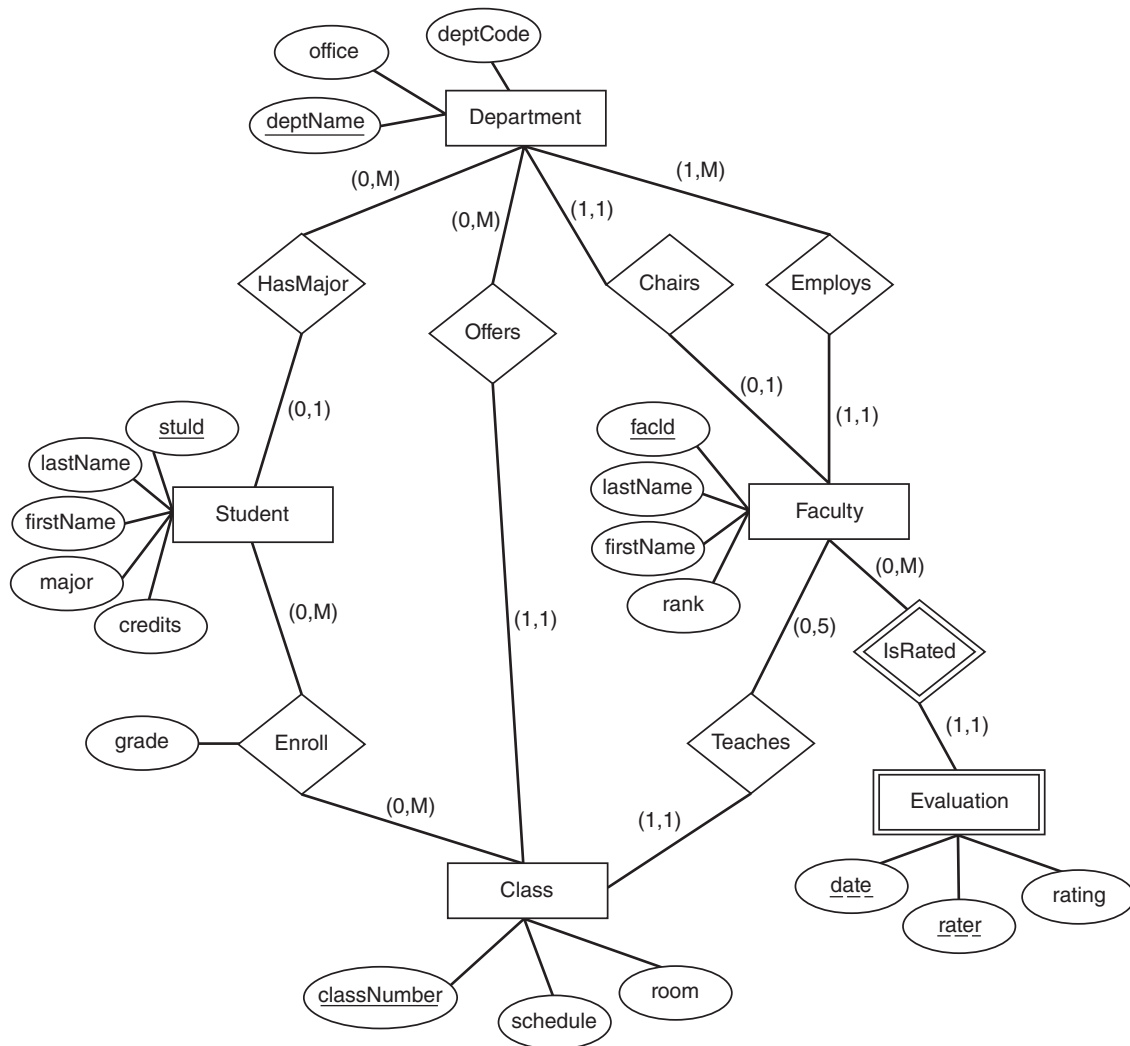 deptCode
office
deptName
Department
(0,M)
(0,M)
(1,1)
(1,M)
HasMajor
Offers
Chairs
Employs
(0,1)
(0,1)
(1,1)
stuId
lastName
firstName
major
credits
Student
facId
lastName
firstName
rank
Faculty
(0,M)
(1,1)
(0,5)
(0,M)
IsRated
grade
Enroll
Teaches
(1,1)
(0,M)
(1,1)
Evaluation
Class
date
rater
rating
classNumber
schedule
room